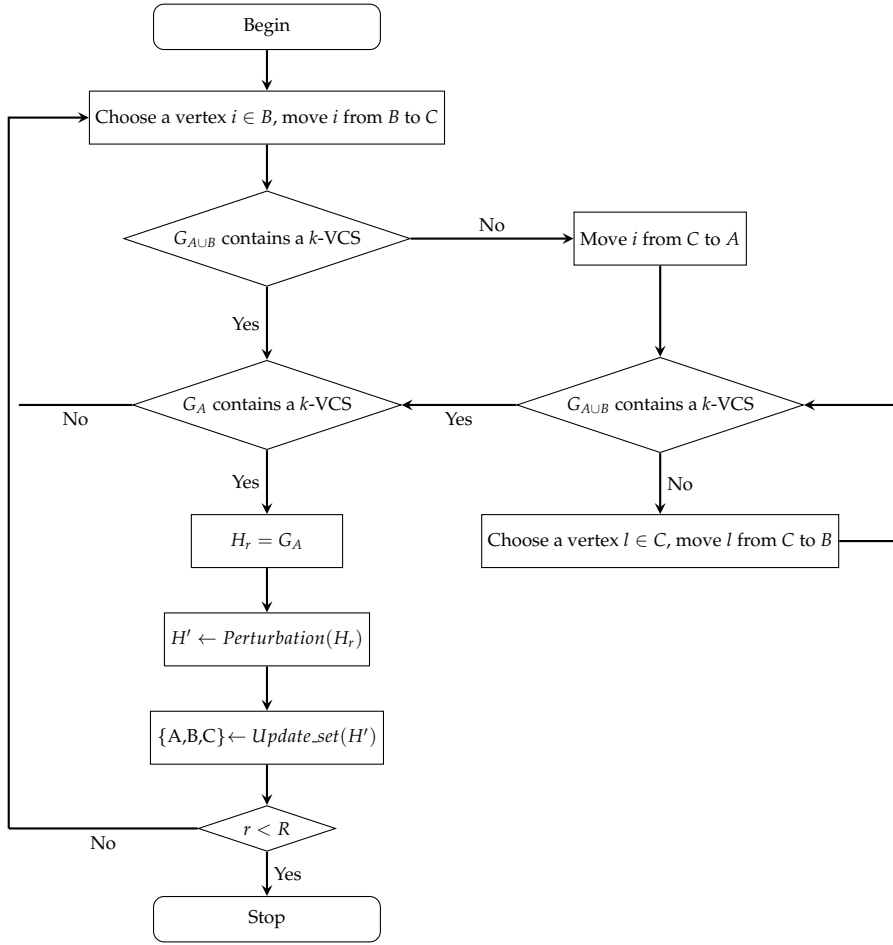 Begin
Choose a vertex i ∈ B, move i from B to C
G_{A∪B} contains a k-VCS
No
Move i from C to A
Yes
G_A contains a k-VCS
No
Yes
G_{A∪B} contains a k-VCS
Yes
No
H_r = G_A
Choose a vertex l ∈ C, move l from C to B
H′ ← Perturbation(H_r)
{A,B,C}← Update_set(H′)
r < R
No
Yes
Stop